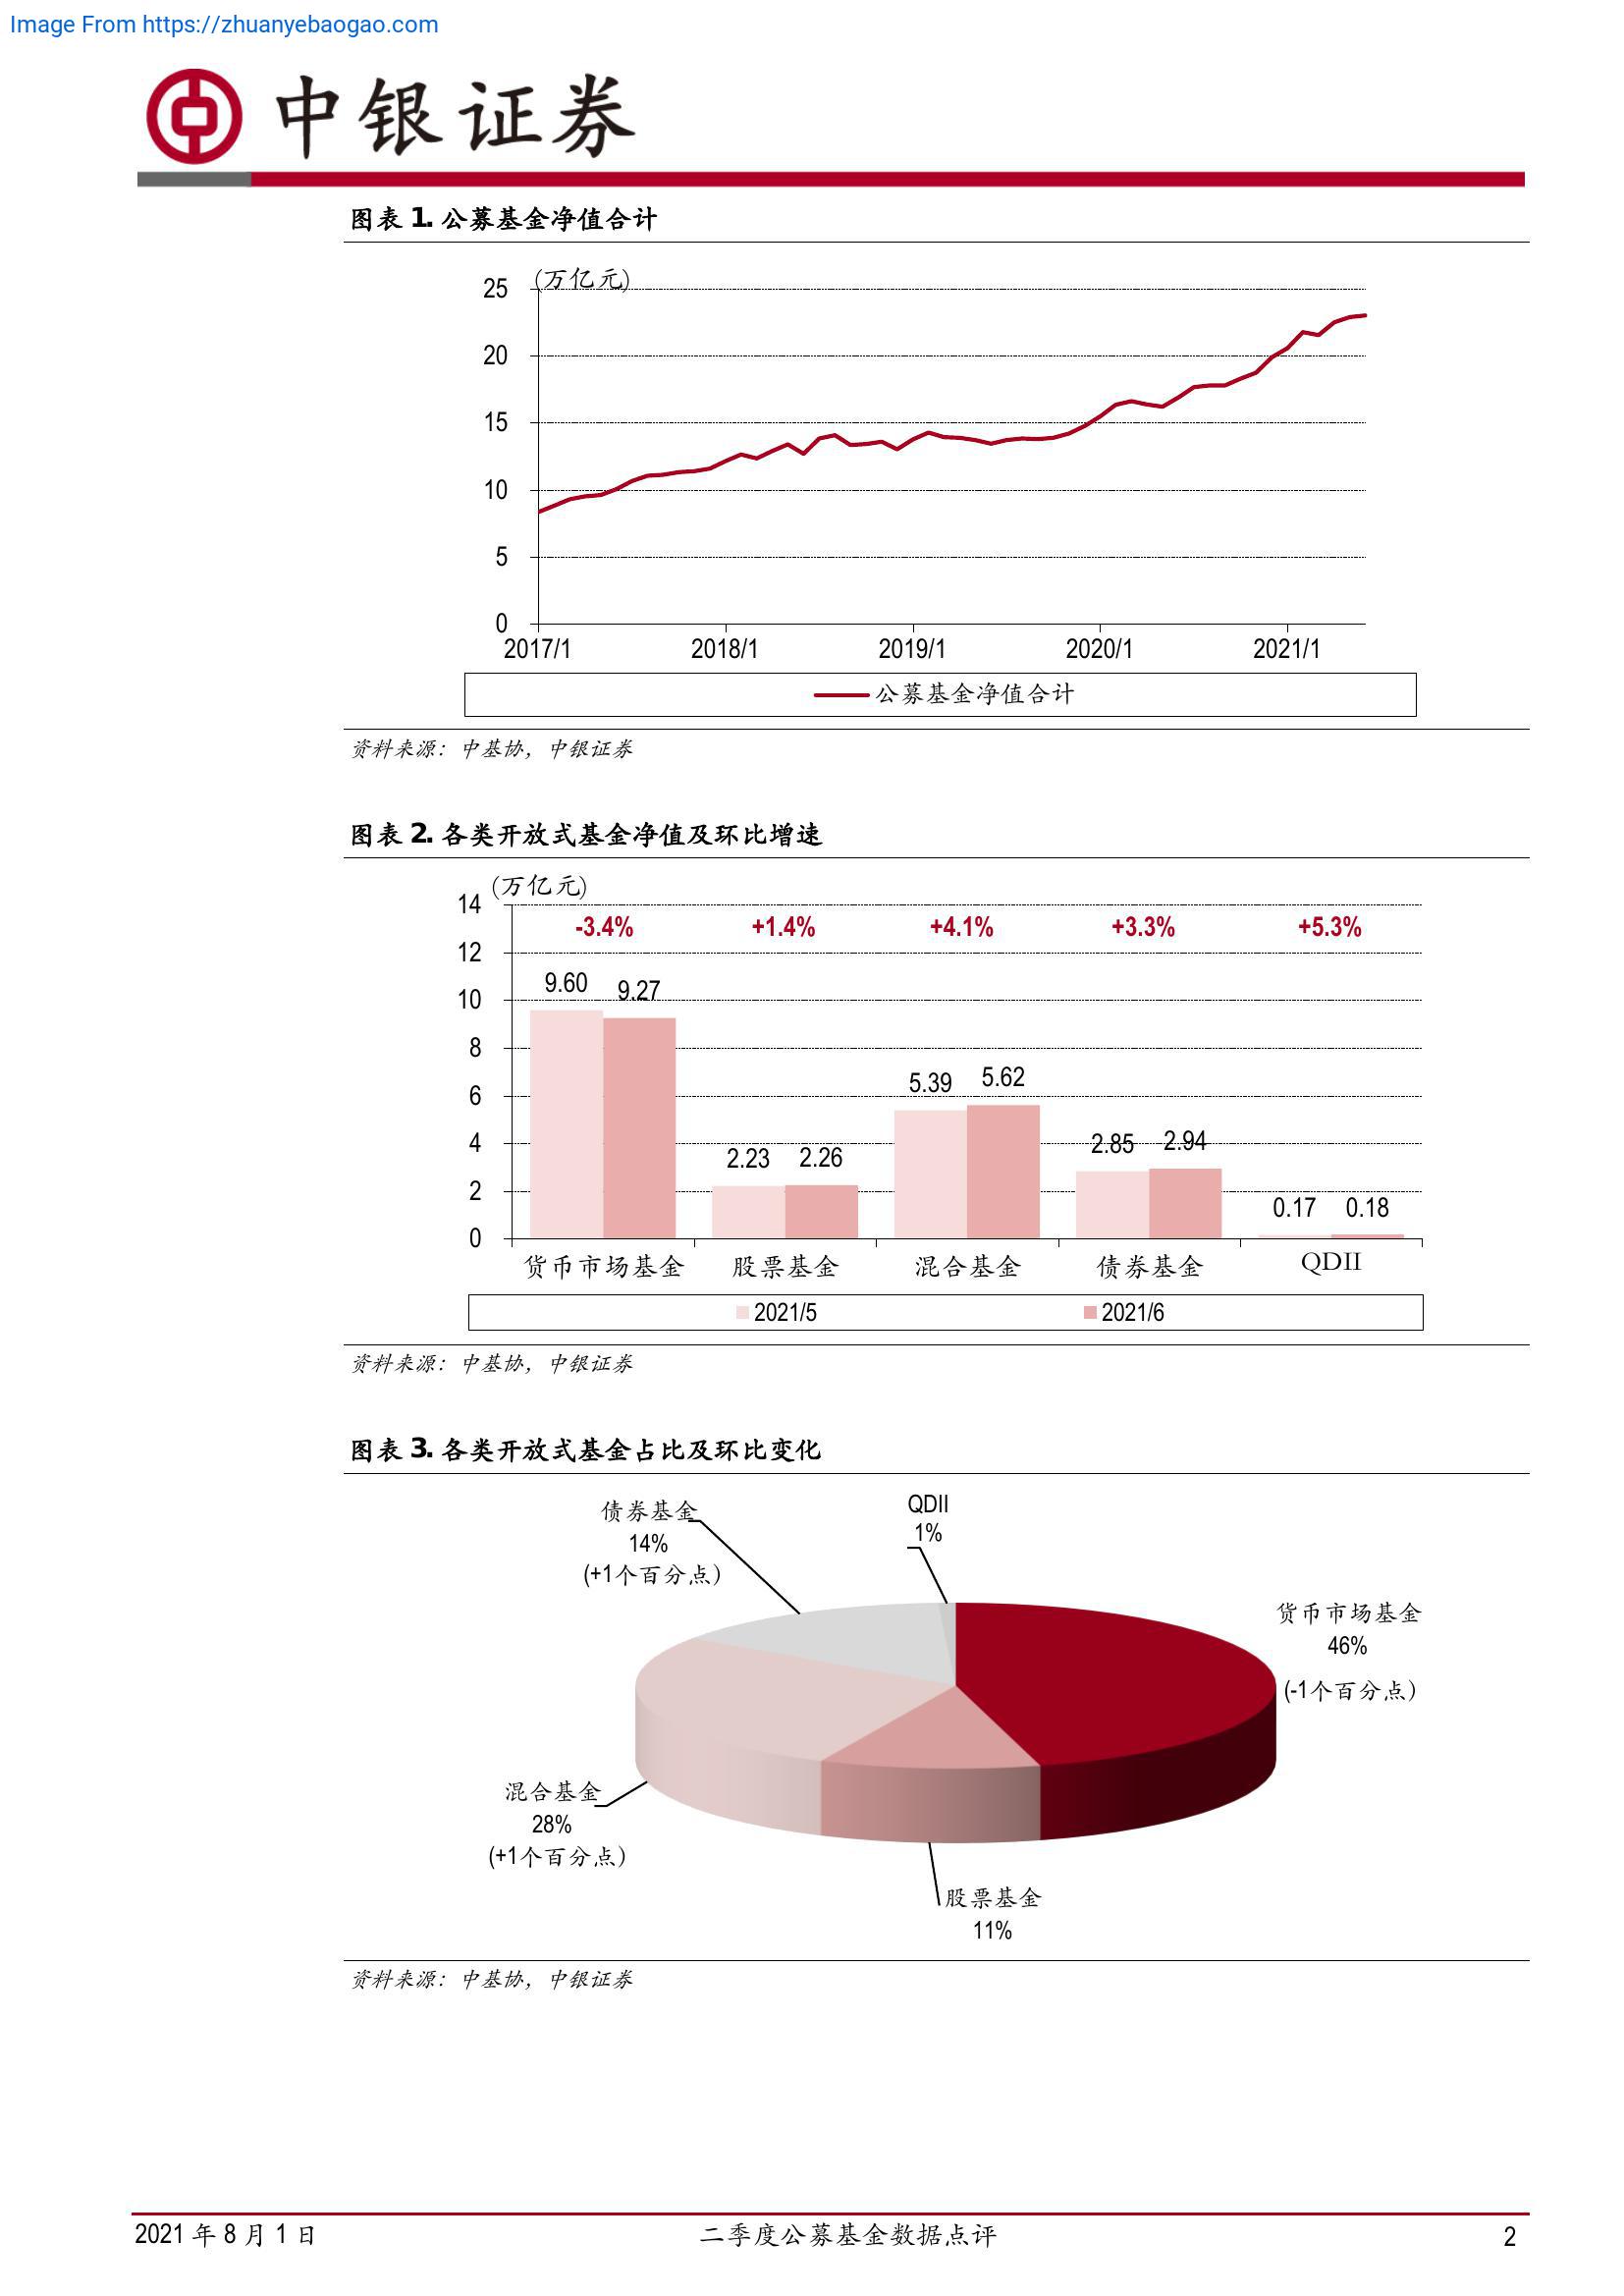 Image From https://zhuanyebaogao.com
中银证券
图表 1. 公募基金净值合计
(万亿元)
25
20
15
10
5
0
2017/1 2018/1 2019/1 2020/1 2021/1
公募基金净值合计
资料来源：中基协，中银证券
图表 2. 各类开放式基金净值及环比增速
(万亿元)
14
-3.4% +1.4% +4.1% +3.3% +5.3%
12
9.60 9.27
10
8
5.39 5.62
6
4
2.85 2.94
2.23 2.26
2
0.17 0.18
0
货币市场基金 股票基金 混合基金 债券基金 QDII
2021/5 2021/6
资料来源：中基协，中银证券
图表 3. 各类开放式基金占比及环比变化
债券基金
14%
(+1个百分点)
QDII
1%
货币市场基金
46%
(-1个百分点)
混合基金
28%
(+1个百分点)
股票基金
11%
资料来源：中基协，中银证券
2021 年 8 月 1 日 二季度公募基金数据点评 2